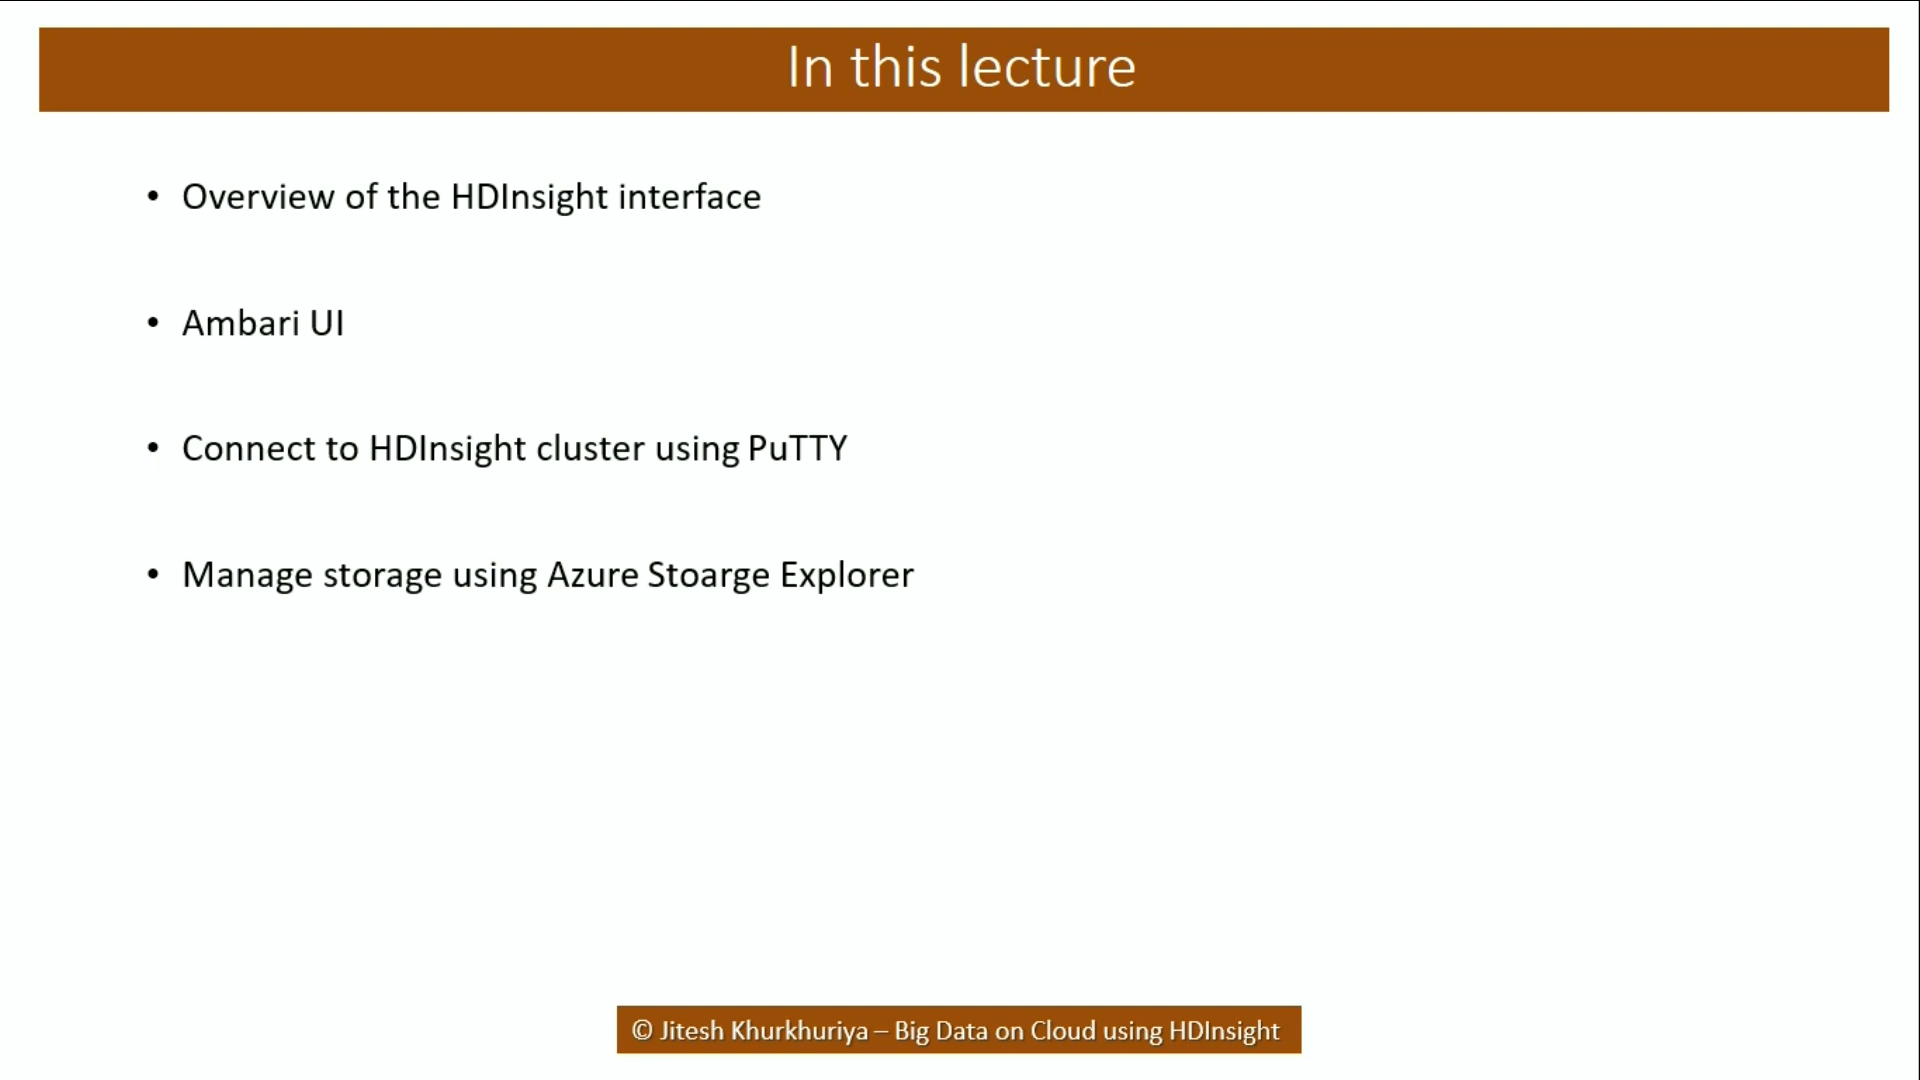 In this lecture
• Overview of the HDInsight interface
• Ambari UI
• Connect to HDInsight cluster using PuTTY
• Manage storage using Azure Stoarge Explorer
© Jitesh Khurkhuriya – Big Data on Cloud using HDInsight